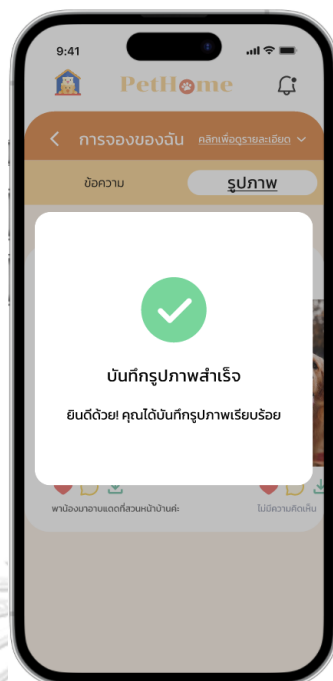 9:41
PetHome
การจองของฉัน คลิกเพื่อดูรายละเอียด
ข้อความ รูปภาพ
บันทึกรูปภาพสำเร็จ
ยินดีด้วย! คุณได้บันทึกรูปภาพเรียบร้อย
พาน้องมาอาบแดดที่สวนหน้าบ้านค่ะ ไม่มีความคิดเห็น